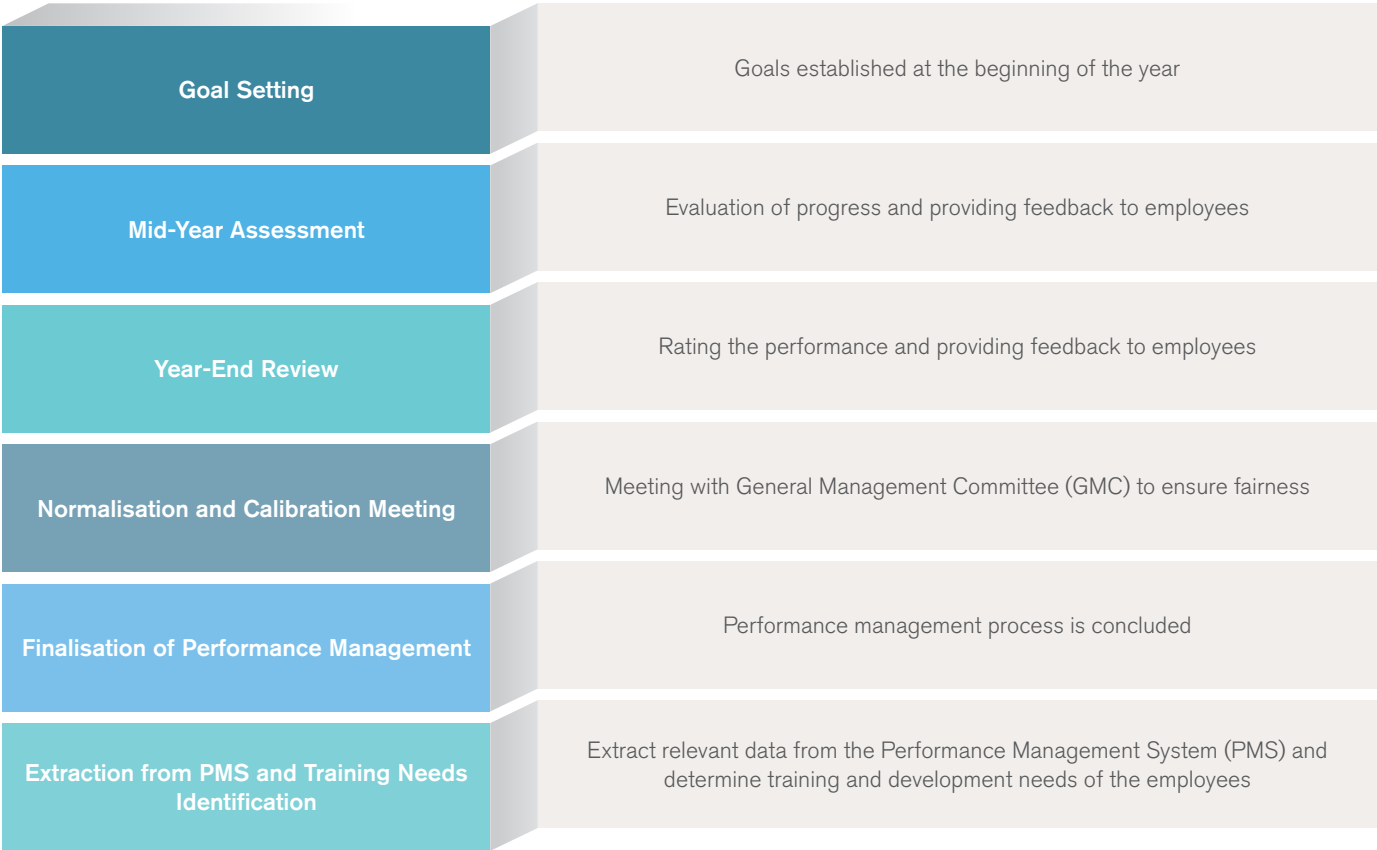 Goal Setting
Goals established at the beginning of the year
Mid-Year Assessment
Evaluation of progress and providing feedback to employees
Year-End Review
Rating the performance and providing feedback to employees
Normalisation and Calibration Meeting
Meeting with General Management Committee (GMC) to ensure fairness
Finalisation of Performance Management
Performance management process is concluded
Extraction from PMS and Training Needs
Identification
Extract relevant data from the Performance Management System (PMS) and
determine training and development needs of the employees